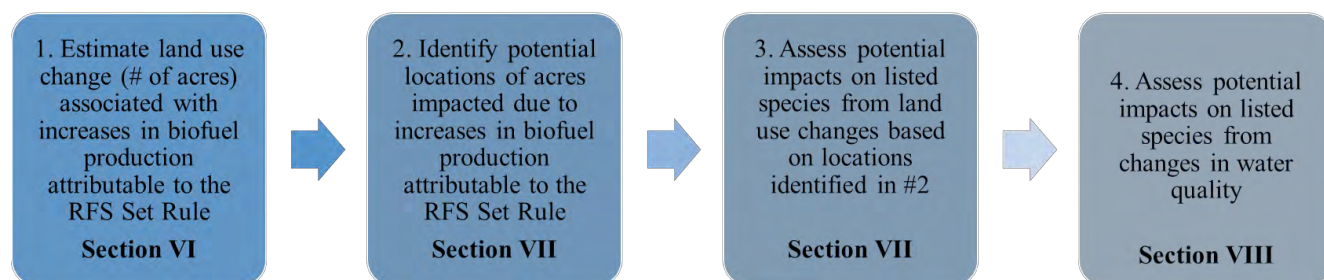 1. Estimate land use
change (# of acres)
associated with
increases in biofuel
production
attributable to the
RFS Set Rule
Section VI
2. Identify potential
locations of acres
impacted due to
increases in biofuel
production
attributable to the
RFS Set Rule
Section VII
3. Assess potential
impacts on listed
species from land
use changes based
on locations
identified in #2
Section VII
4. Assess potential
impacts on listed
species from
changes in water
quality
Section VIII